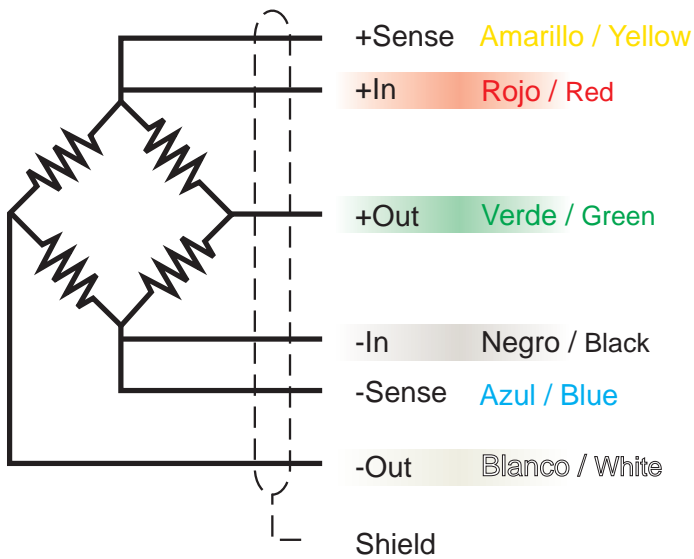 +Sense Amarillo / Yellow
+In Rojo / Red
+Out Verde / Green
-In Negro / Black
-Sense Azul / Blue
-Out Blanco / White
Shield